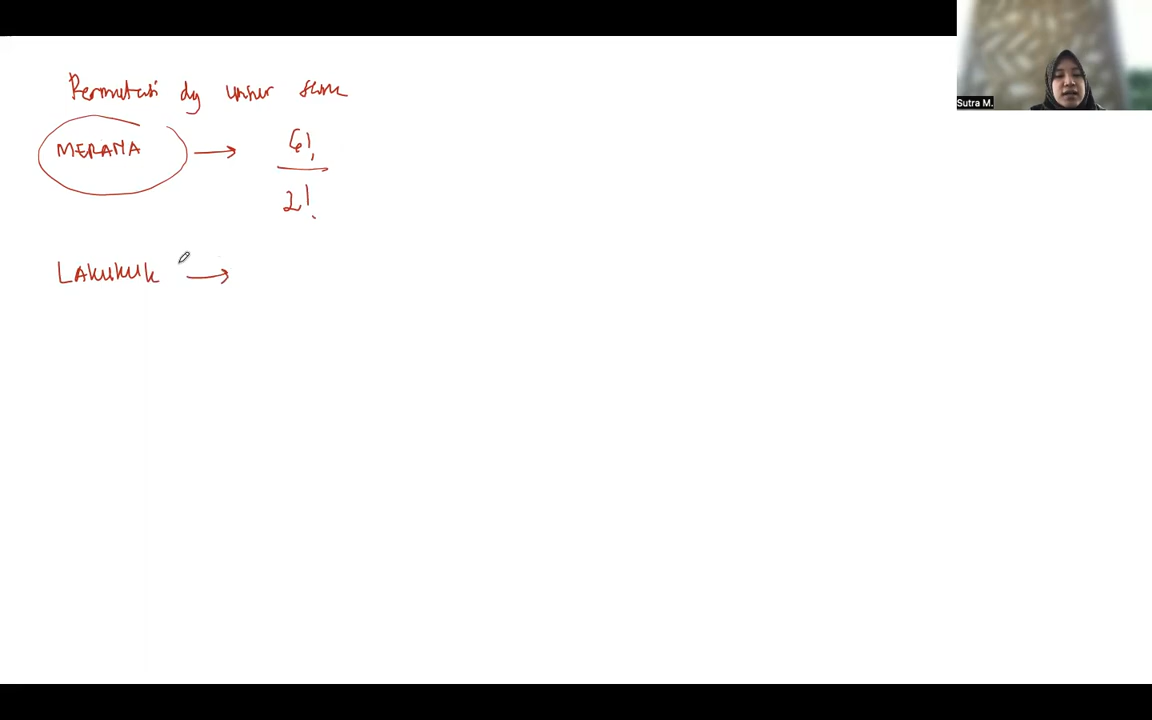 Permutasi dg unsur sama
MERANA → 6!
2!
LAKUKUK →
Sutra M.